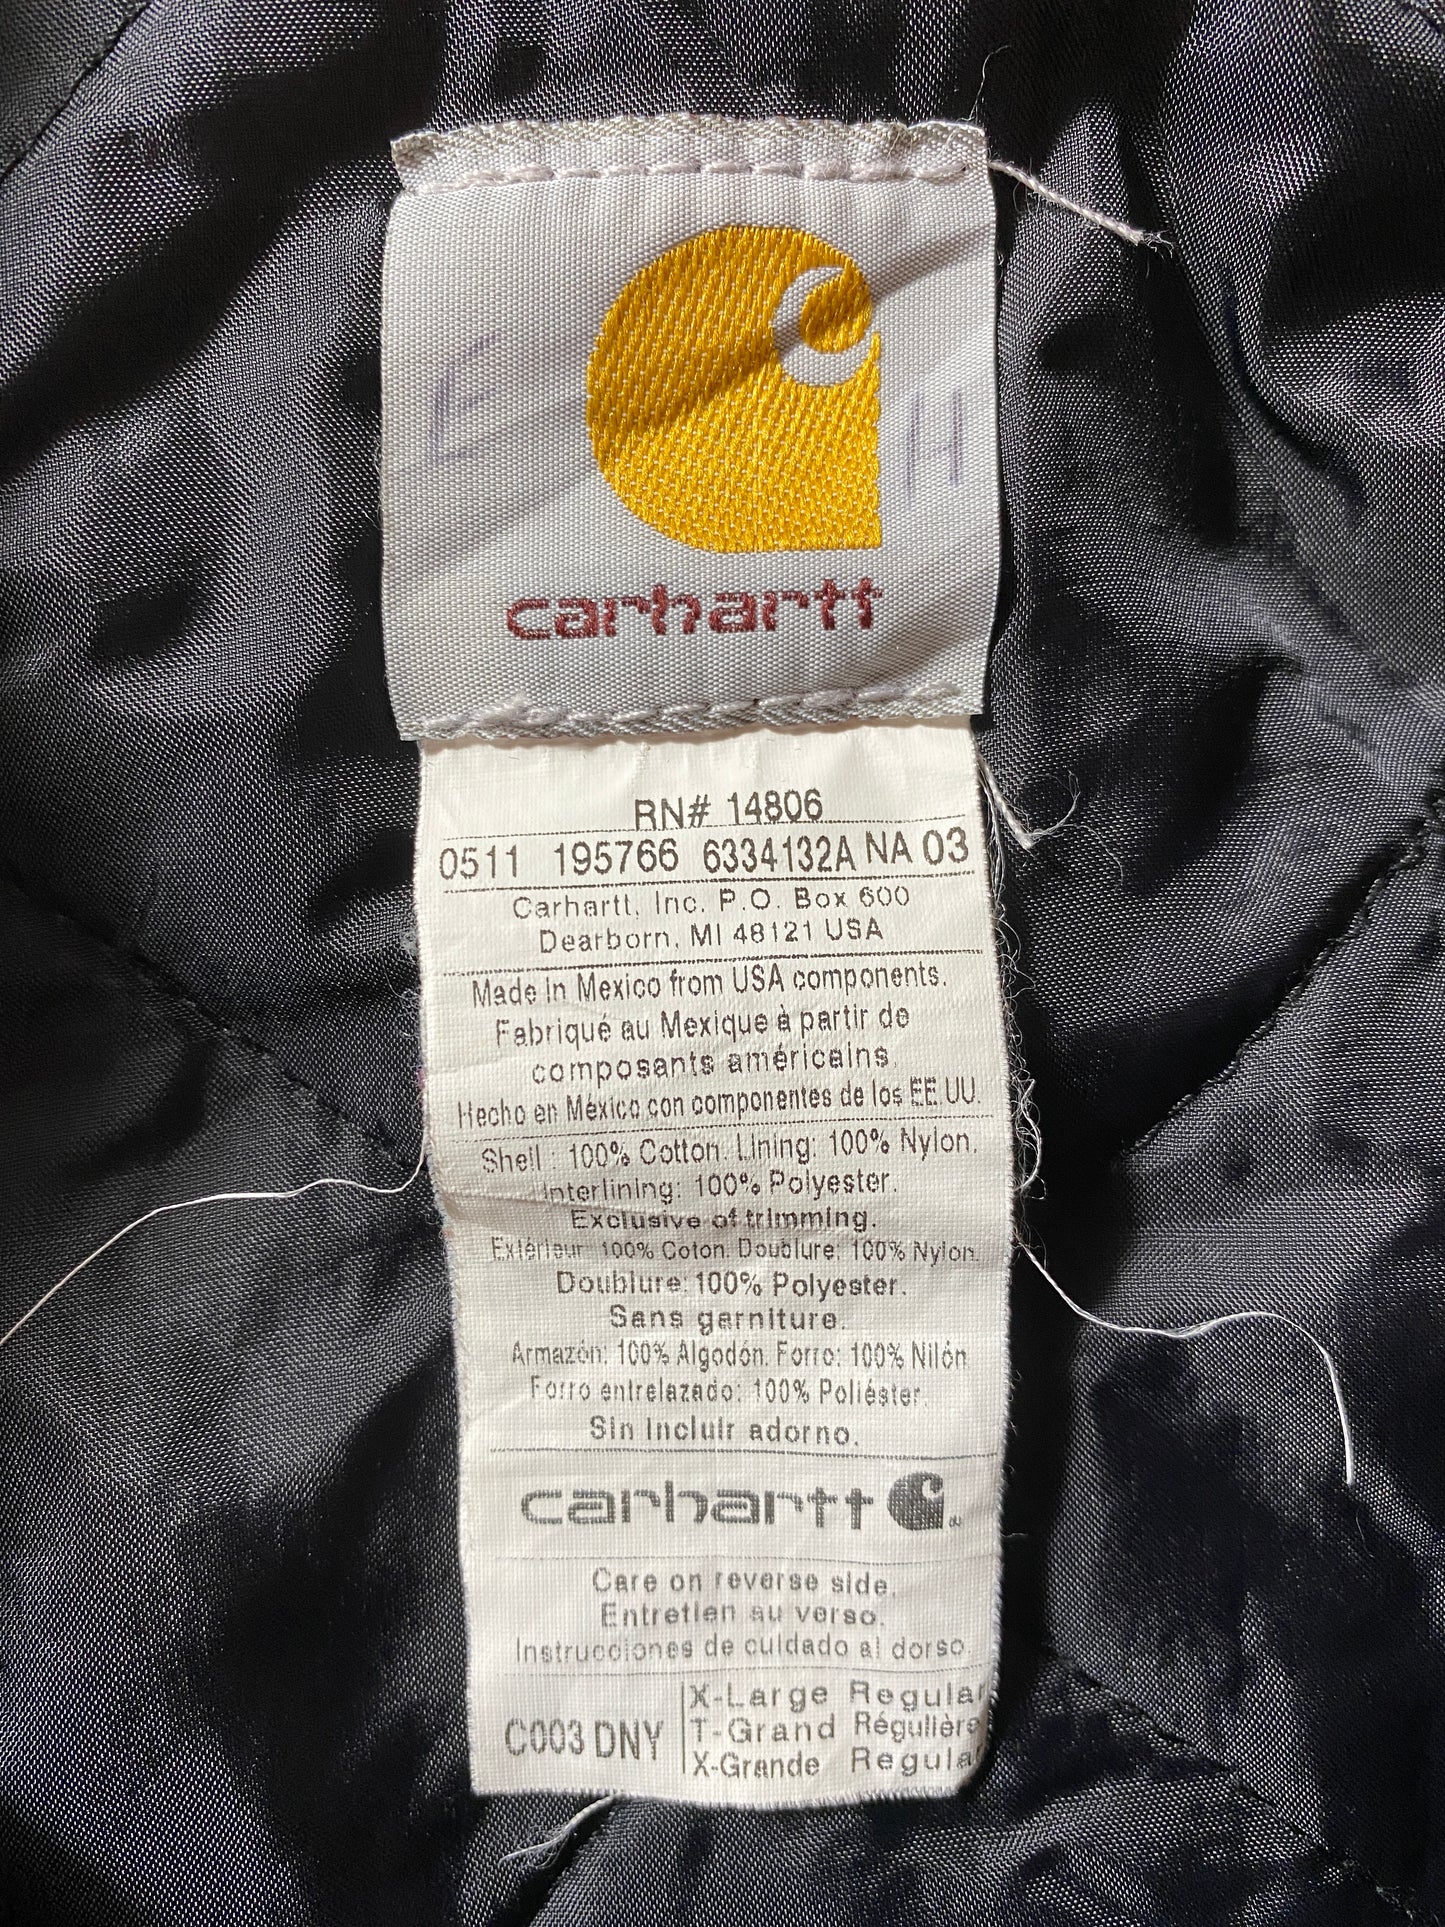 E H
carhartt
RN# 14806
0511 195766 6334132A NA 03
Carhartt, Inc. P.O. Box 600
Dearborn, MI 48121 USA
Made in Mexico from USA components.
Fabriqué au Mexique à partir de
composants américains.
Hecho en México con componentes de los EE.UU.
Shell : 100% Cotton. Lining: 100% Nylon.
Interlining: 100% Polyester.
Exclusive of trimming.
Extérieur: 100% Coton. Doublure: 100% Nylon.
Doublure: 100% Polyester.
Sans garniture.
Armazón: 100% Algodón. Forro: 100% Nilón
Forro entrelazado: 100% Poliéster.
Sin Incluir adorno.
carhartt
Care on reverse side.
Entretien au verso.
Instrucciones de cuidado al dorso.
C003 DNY
X-Large Regular
T-Grand Régulière
X-Grande Regula